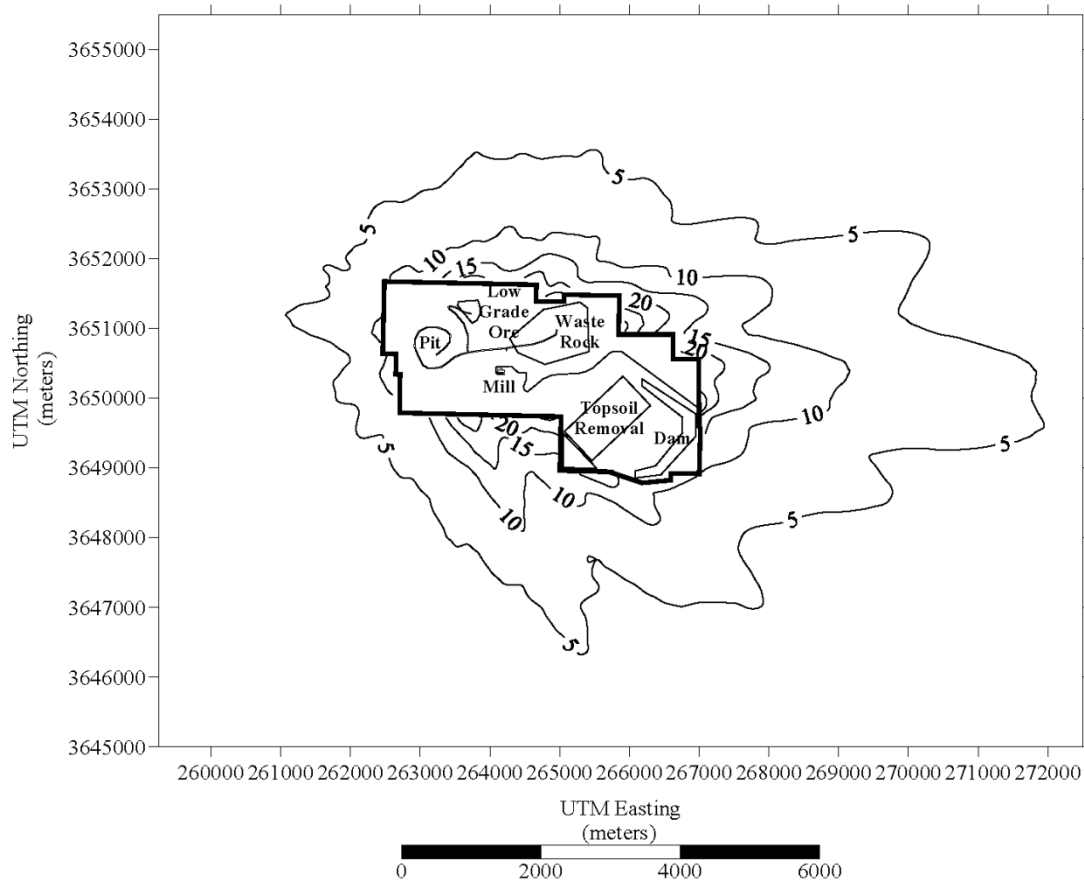 3655000
3654000
3653000
5
3652000
5
5
10
15
10
Low
Grade
Ore
20
3651000
Waste
Rock
15
Pit
20
UTM Northing
(meters)
Mill
3650000
Topsoil
Removal
10
20
Dam
15
5
5
3649000
10
10
5
3648000
3647000
5
3646000
3645000
260000 261000 262000 263000 264000 265000 266000 267000 268000 269000 270000 271000 272000
UTM Easting
(meters)
0 2000 4000 6000